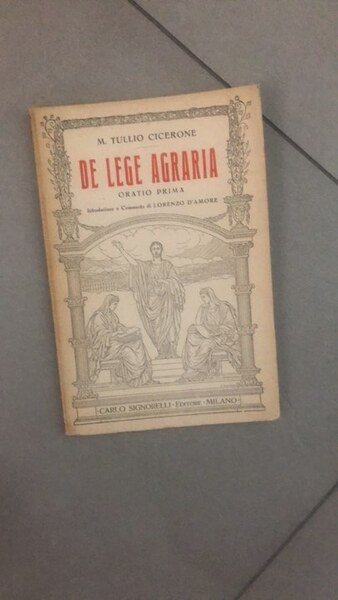 M. TULLIO CICERONE
DE LEGE AGRARIA
ORATIO PRIMA
Introduzione e Commento di LORENZO D'AMORE
·CARLO SIGNORELLI·EDITORE·MILANO·